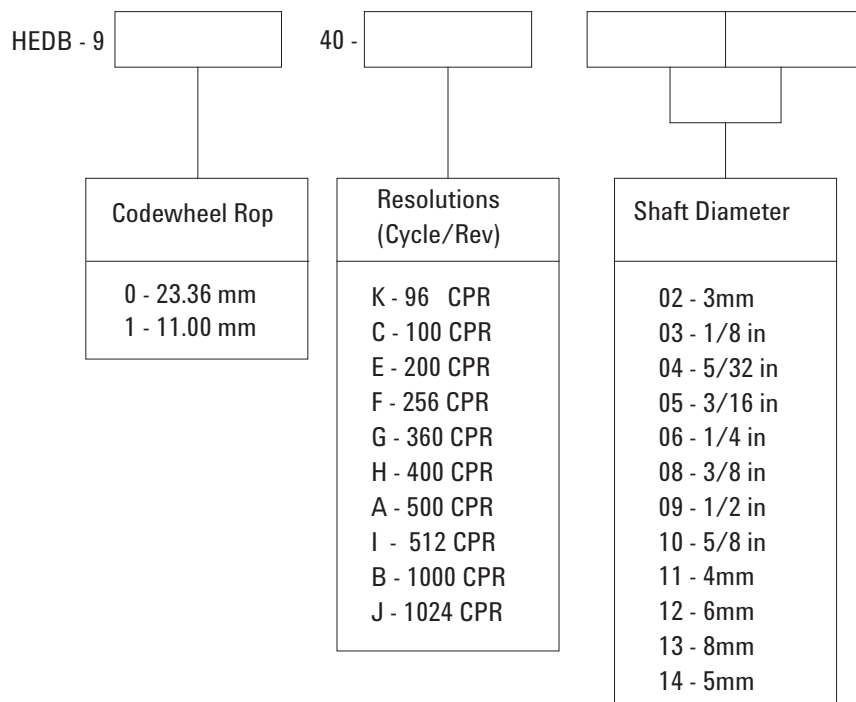 HEDB - 9 40 -
Codewheel Rop
0 - 23.36 mm
1 - 11.00 mm
Resolutions
(Cycle/Rev)
K - 96 CPR
C - 100 CPR
E - 200 CPR
F - 256 CPR
G - 360 CPR
H - 400 CPR
A - 500 CPR
I - 512 CPR
B - 1000 CPR
J - 1024 CPR
Shaft Diameter
02 - 3mm
03 - 1/8 in
04 - 5/32 in
05 - 3/16 in
06 - 1/4 in
08 - 3/8 in
09 - 1/2 in
10 - 5/8 in
11 - 4mm
12 - 6mm
13 - 8mm
14 - 5mm